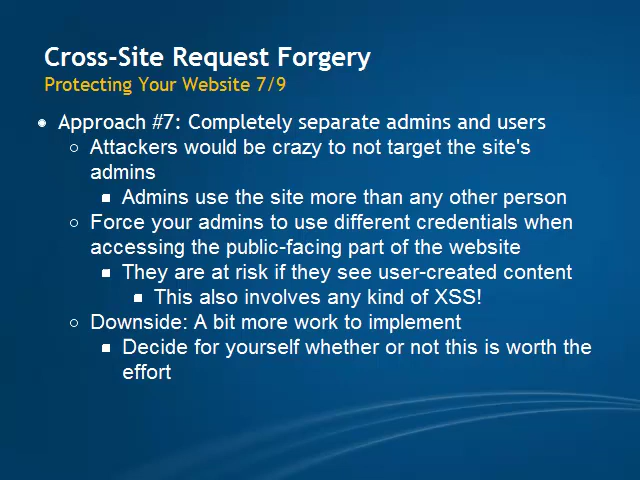 Cross-Site Request Forgery
Protecting Your Website 7/9
Approach #7: Completely separate admins and users
Attackers would be crazy to not target the site's
admins
Admins use the site more than any other person
Force your admins to use different credentials when
accessing the public-facing part of the website
They are at risk if they see user-created content
This also involves any kind of XSS!
Downside: A bit more work to implement
Decide for yourself whether or not this is worth the
effort